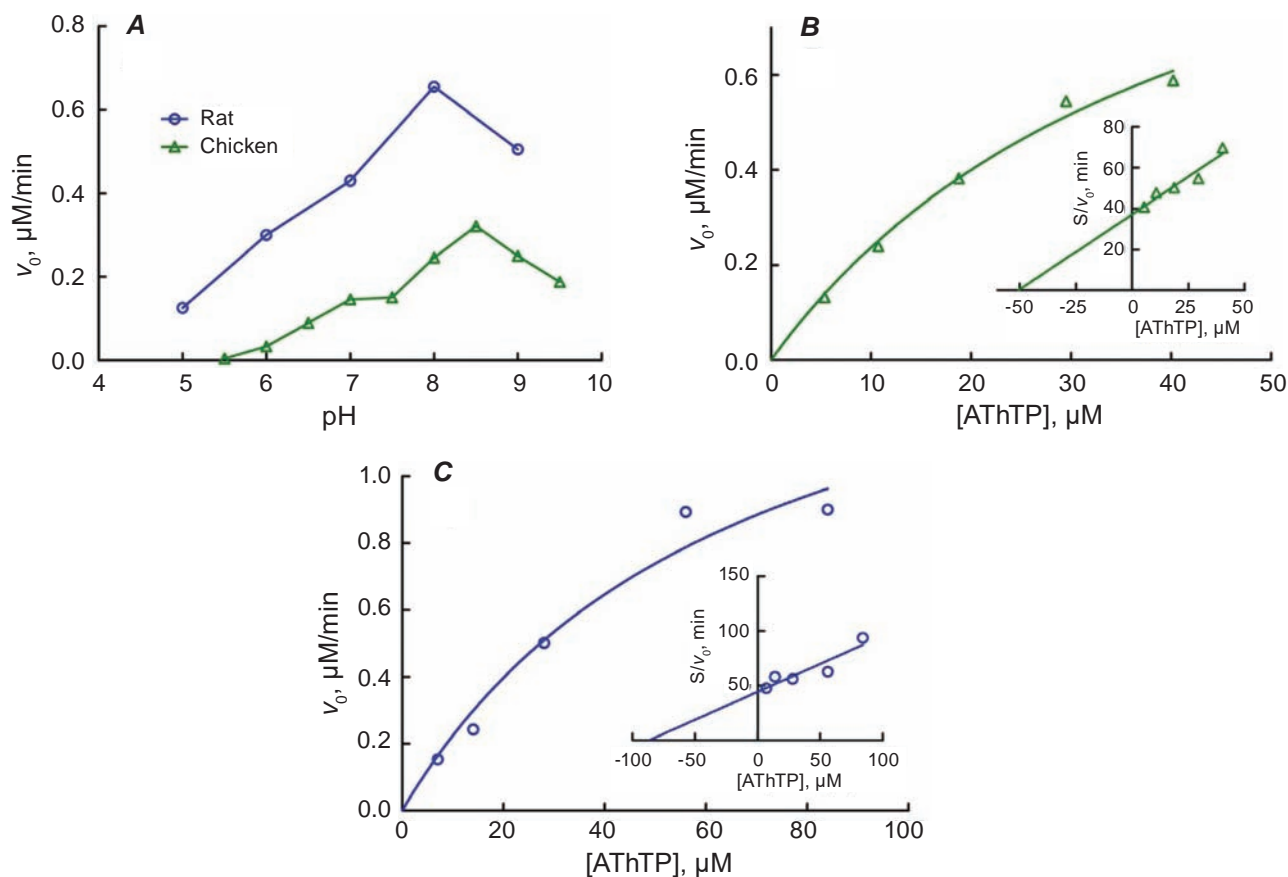 A
v₀, µM/min
0.8
0.6
0.4
0.2
0.0
Rat
Chicken
4 5 6 7 8 9 10
pH
B
v₀, µM/min
0.6
0.4
0.2
0.0
0 10 20 30 40 50
[AThTP], µM
S/v₀, min
80
60
40
20
-50 -25 0 25 50
[AThTP], µM
C
v₀, µM/min
1.0
0.8
0.6
0.4
0.2
0.0
0 20 40 60 80 100
[AThTP], µM
S/v₀, min
150
100
50
-100 -50 0 50 100
[AThTP], µM